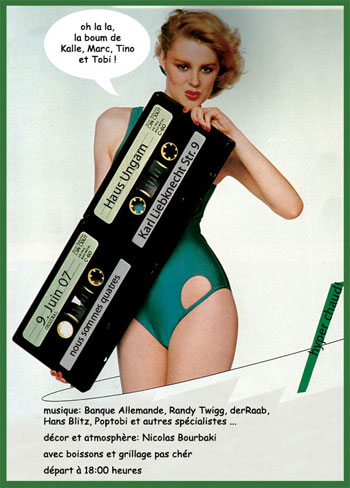 oh la la,
la boum de
Kalle, Marc, Tino
et Tobi !
Haus Ungarn
Karl Liebknecht Str. 9
9 Juin 07
nous sommes quatres
hyper chaud!
musique: Banque Allemande, Randy Twigg, derRaab,
Hans Blitz, Poptobi et autres spécialistes ...
décor et atmosphère: Nicolas Bourbaki
avec boissons et grillage pas chér
départ à 18:00 heures